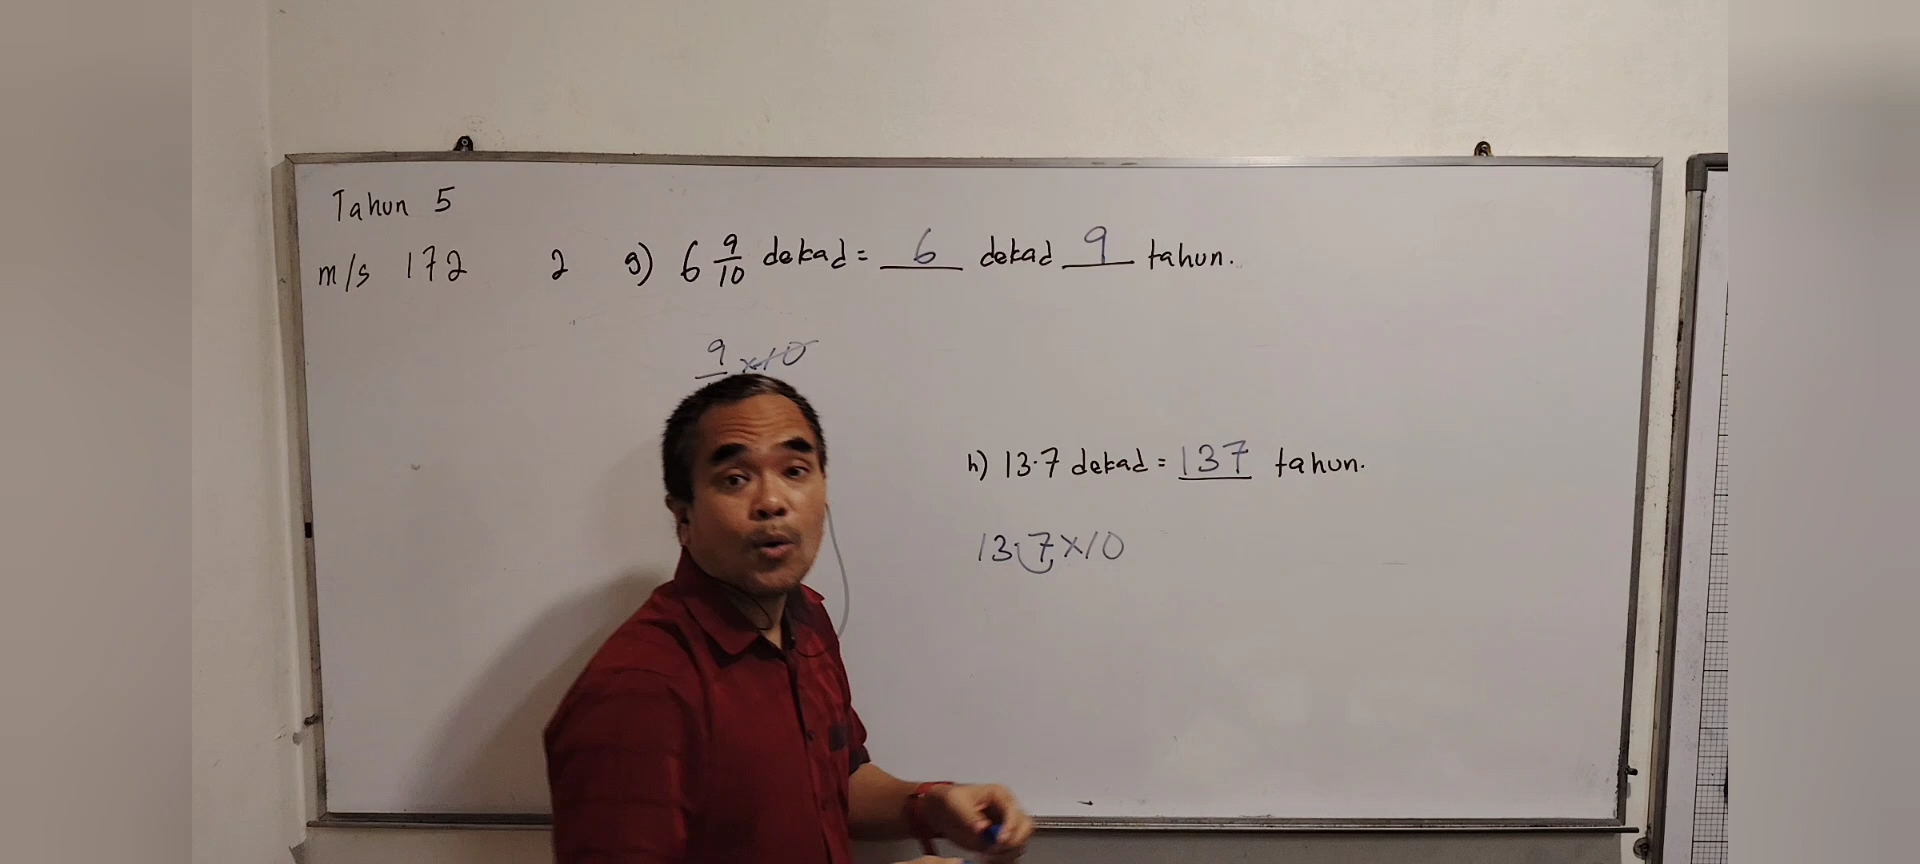 Tahun 5
m/s 172 2 g) 6 9/10 dekad = 6 dekad 9 tahun.
9 ×10
h) 13.7 dekad = 137 tahun.
13.7×10